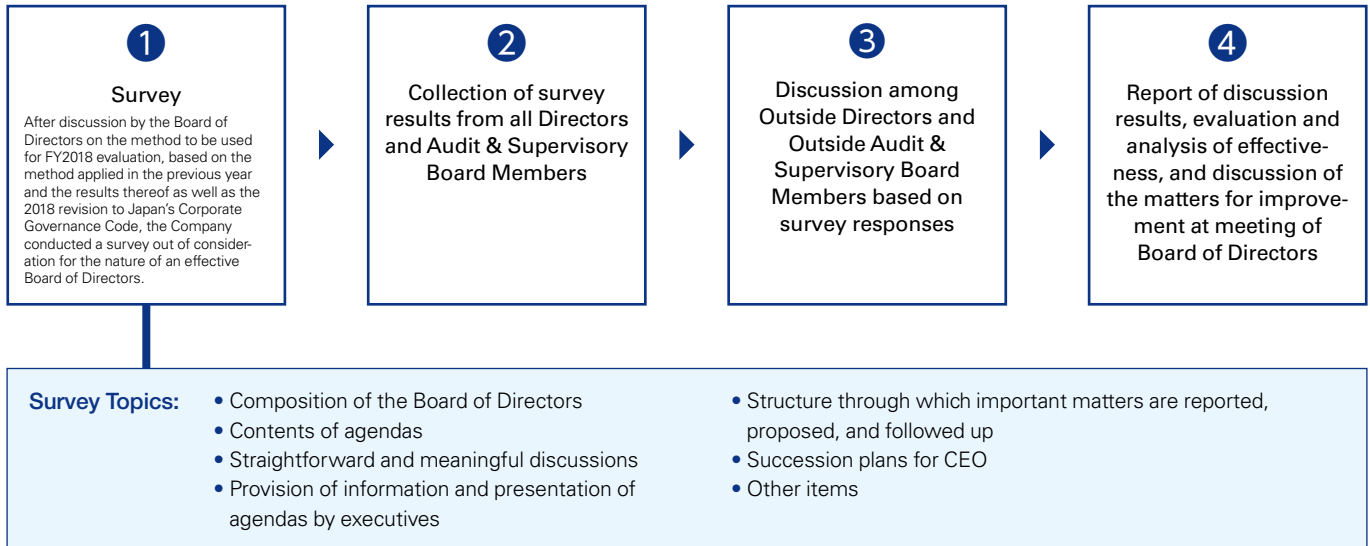 1
Survey
After discussion by the Board of
Directors on the method to be used
for FY2018 evaluation, based on the
method applied in the previous year
and the results thereof as well as the
2018 revision to Japan's Corporate
Governance Code, the Company
conducted a survey out of consider-
ation for the nature of an effective
Board of Directors.
2
Collection of survey
results from all Directors
and Audit & Supervisory
Board Members
3
Discussion among
Outside Directors and
Outside Audit &
Supervisory Board
Members based on
survey responses
4
Report of discussion
results, evaluation and
analysis of effective-
ness, and discussion of
the matters for improve-
ment at meeting of
Board of Directors
Survey Topics:
• Composition of the Board of Directors
• Contents of agendas
• Straightforward and meaningful discussions
• Provision of information and presentation of
agendas by executives
• Structure through which important matters are reported,
proposed, and followed up
• Succession plans for CEO
• Other items